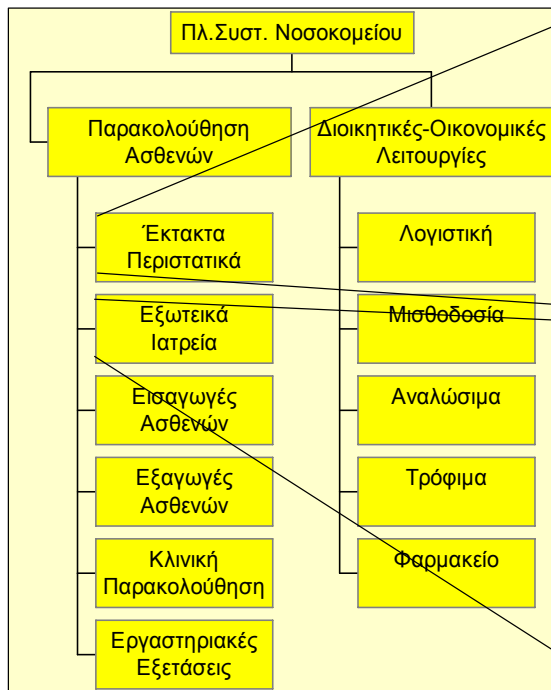 Πλ.Συστ. Νοσοκομείου
Παρακολούθηση
Ασθενών
Διοικητικές-Οικονομικές
Λειτουργίες
Έκτακτα
Περιστατικά
Εξωτεικά
Ιατρεία
Εισαγωγές
Ασθενών
Εξαγωγές
Ασθενών
Κλινική
Παρακολούθηση
Εργαστηριακές
Εξετάσεις
Λογιστική
Μισθοδοσία
Αναλώσιμα
Τρόφιμα
Φαρμακείο